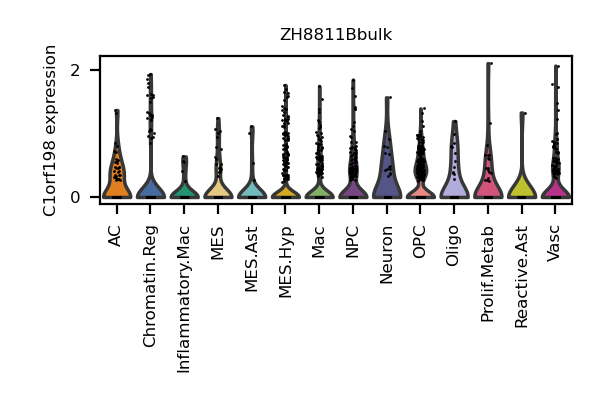 ZH8811Bbulk
C1orf198 expression
2
0
AC
Chromatin.Reg
Inflammatory.Mac
MES
MES.Ast
MES.Hyp
Mac
NPC
Neuron
OPC
Oligo
Prolif.Metab
Reactive.Ast
Vasc